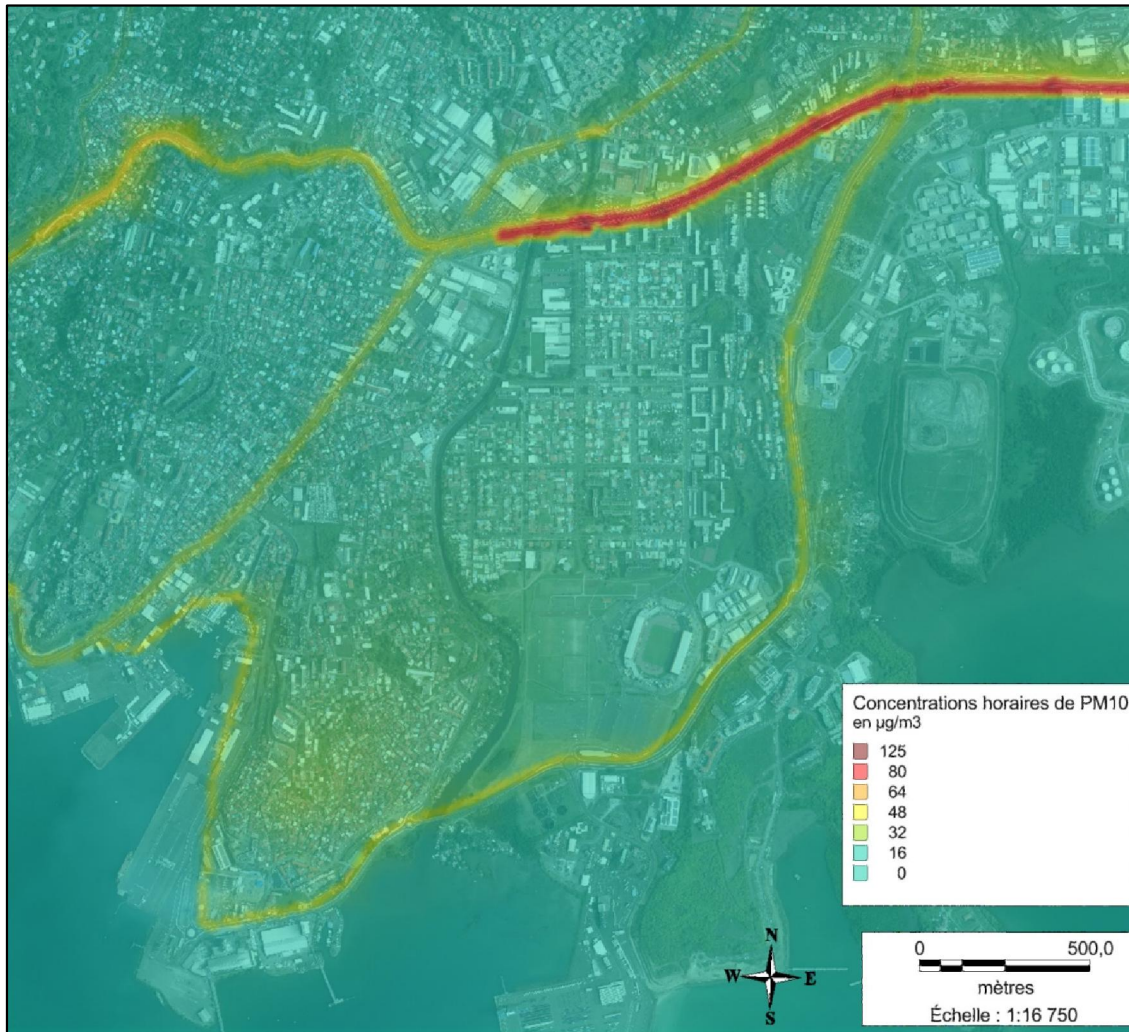 Concentrations horaires de PM10
en µg/m3
125
80
64
48
32
16
0
N
W E
S
0 500,0
mètres
Échelle : 1:16 750